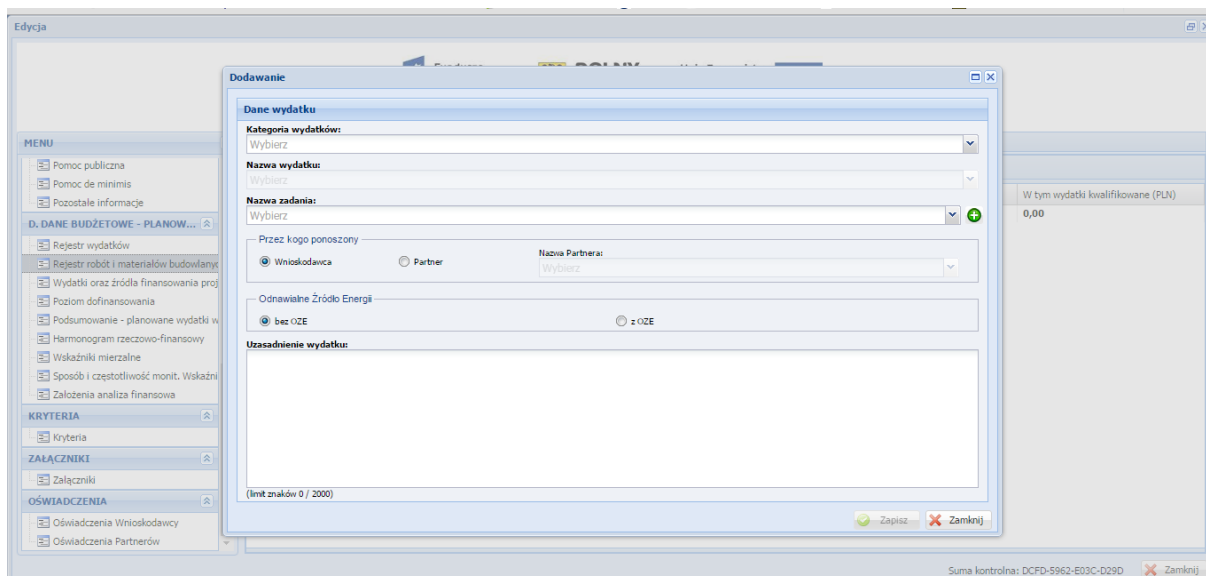 Edycja
Dodawanie
Dane wydatku
Kategoria wydatków:
Wybierz
Nazwa wydatku:
Wybierz
Nazwa zadania:
Wybierz
Przez kogo ponoszony
Wnioskodawca
Partner
Nazwa Partnera:
Wybierz
Odnawialne Źródło Energii
bez OZE
z OZE
Uzasadnienie wydatku:
(limit znaków 0 / 2000)
Zapisz
Zamknij
MENU
Pomoc publiczna
Pomoc de minimis
Pozostałe informacje
D. DANE BUDŻETOWE - PLANOW...
Rejestr wydatków
Rejestr robót i materiałów budowlanyc
Wydatki oraz źródła finansowania proj
Poziom dofinansowania
Podsumowanie - planowane wydatki w
Harmonogram rzeczowo-finansowy
Wskaźniki mierzalne
Sposób i częstotliwość monit. Wskaźni
Założenia analiza finansowa
KRYTERIA
Kryteria
ZAŁĄCZNIKI
Załączniki
OŚWIADCZENIA
Oświadczenia Wnioskodawcy
Oświadczenia Partnerów
W tym wydatki kwalifikowane (PLN)
0,00
Suma kontrolna: DCFD-5962-E03C-D29D
Zamknij